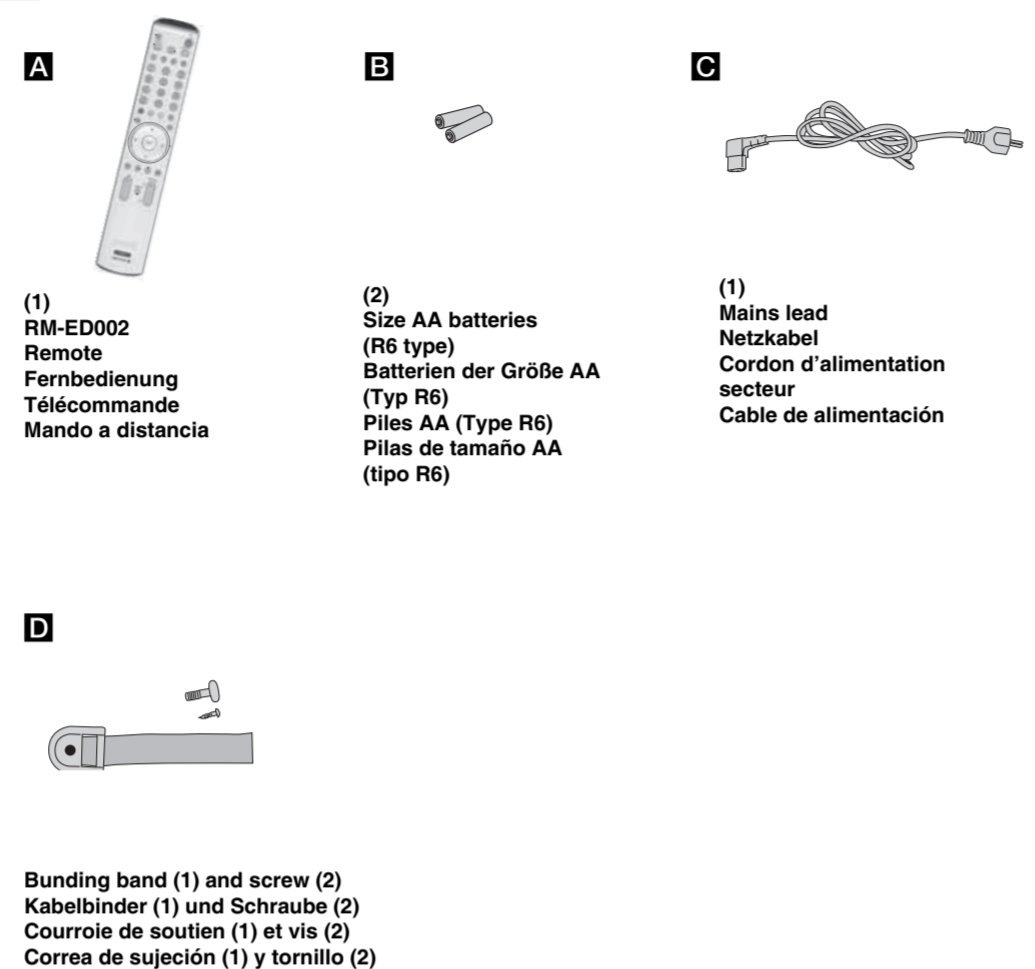 A
B
C
(1)
RM-ED002
Remote
Fernbedienung
Télécommande
Mando a distancia
(2)
Size AA batteries
(R6 type)
Batterien der Größe AA
(Typ R6)
Piles AA (Type R6)
Pilas de tamaño AA
(tipo R6)
(1)
Mains lead
Netzkabel
Cordon d’alimentation
secteur
Cable de alimentación
D
Bunding band (1) and screw (2)
Kabelbinder (1) und Schraube (2)
Courroie de soutien (1) et vis (2)
Correa de sujeción (1) y tornillo (2)